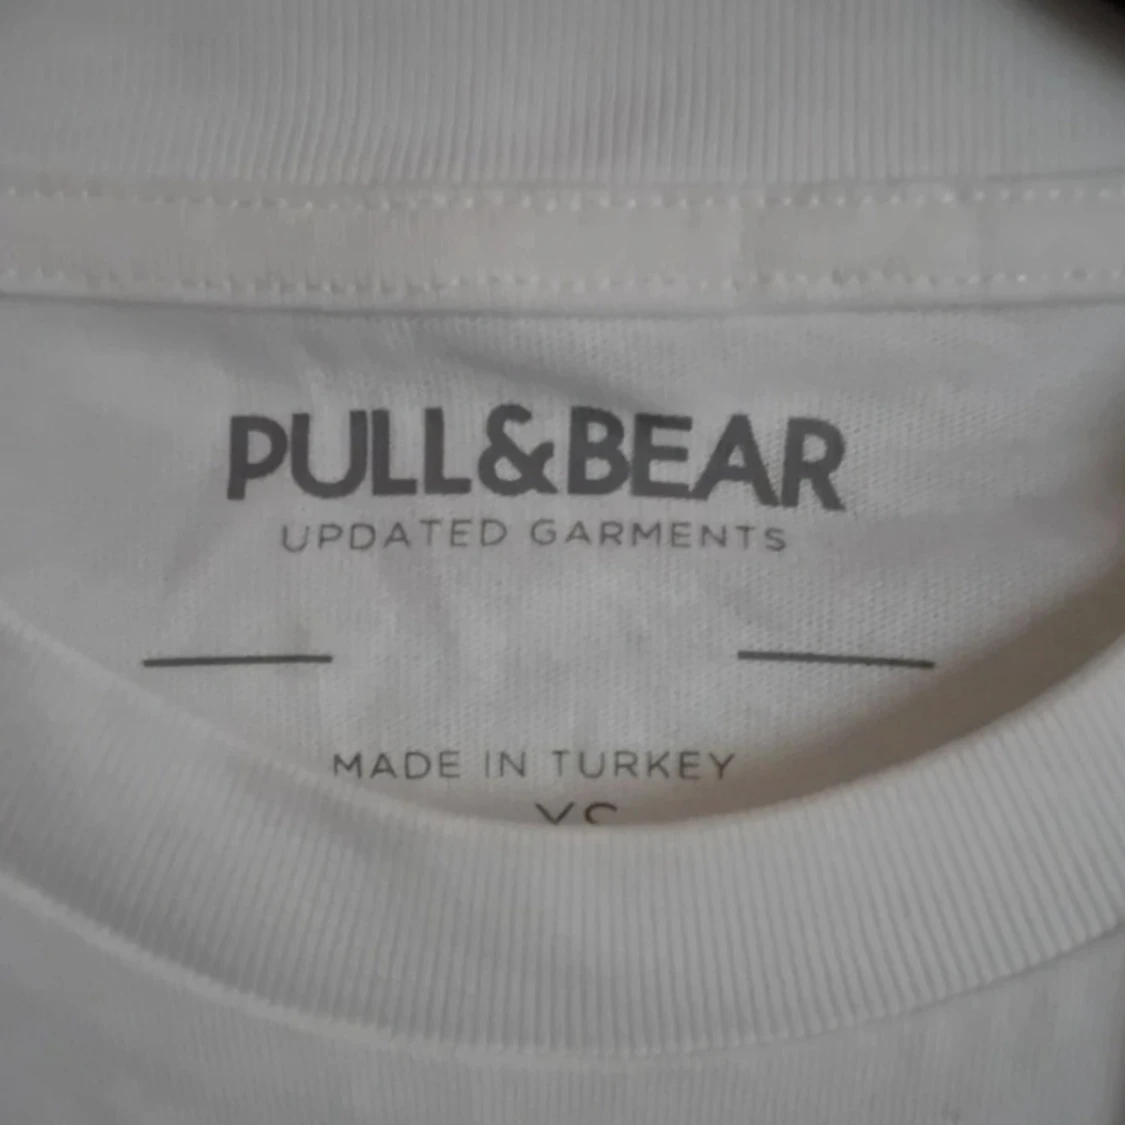 PULL&BEAR
UPDATED GARMENTS
MADE IN TURKEY